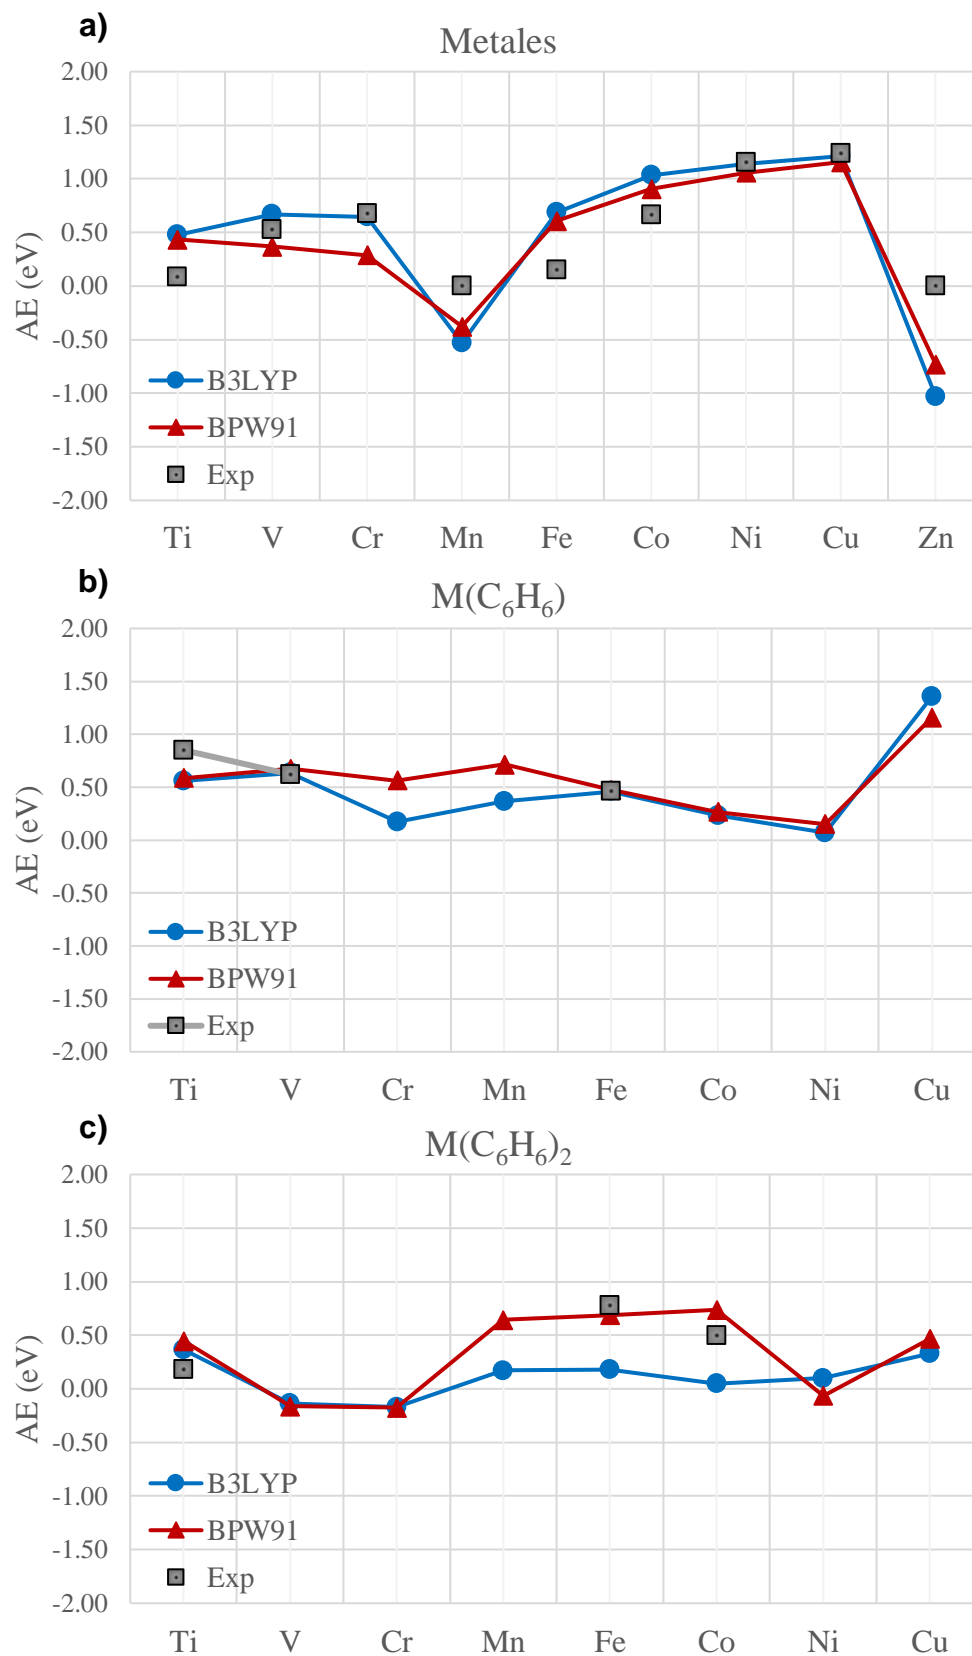 a)
Metales
2.00
1.50
1.00
0.50
0.00
-0.50
-1.00
-1.50
-2.00
AE (eV)
B3LYP
BPW91
Exp
Ti V Cr Mn Fe Co Ni Cu Zn
b)
M(C₆H₆)
2.00
1.50
1.00
0.50
0.00
-0.50
-1.00
-1.50
-2.00
AE (eV)
B3LYP
BPW91
Exp
Ti V Cr Mn Fe Co Ni Cu
c)
M(C₆H₆)₂
2.00
1.50
1.00
0.50
0.00
-0.50
-1.00
-1.50
-2.00
AE (eV)
B3LYP
BPW91
Exp
Ti V Cr Mn Fe Co Ni Cu